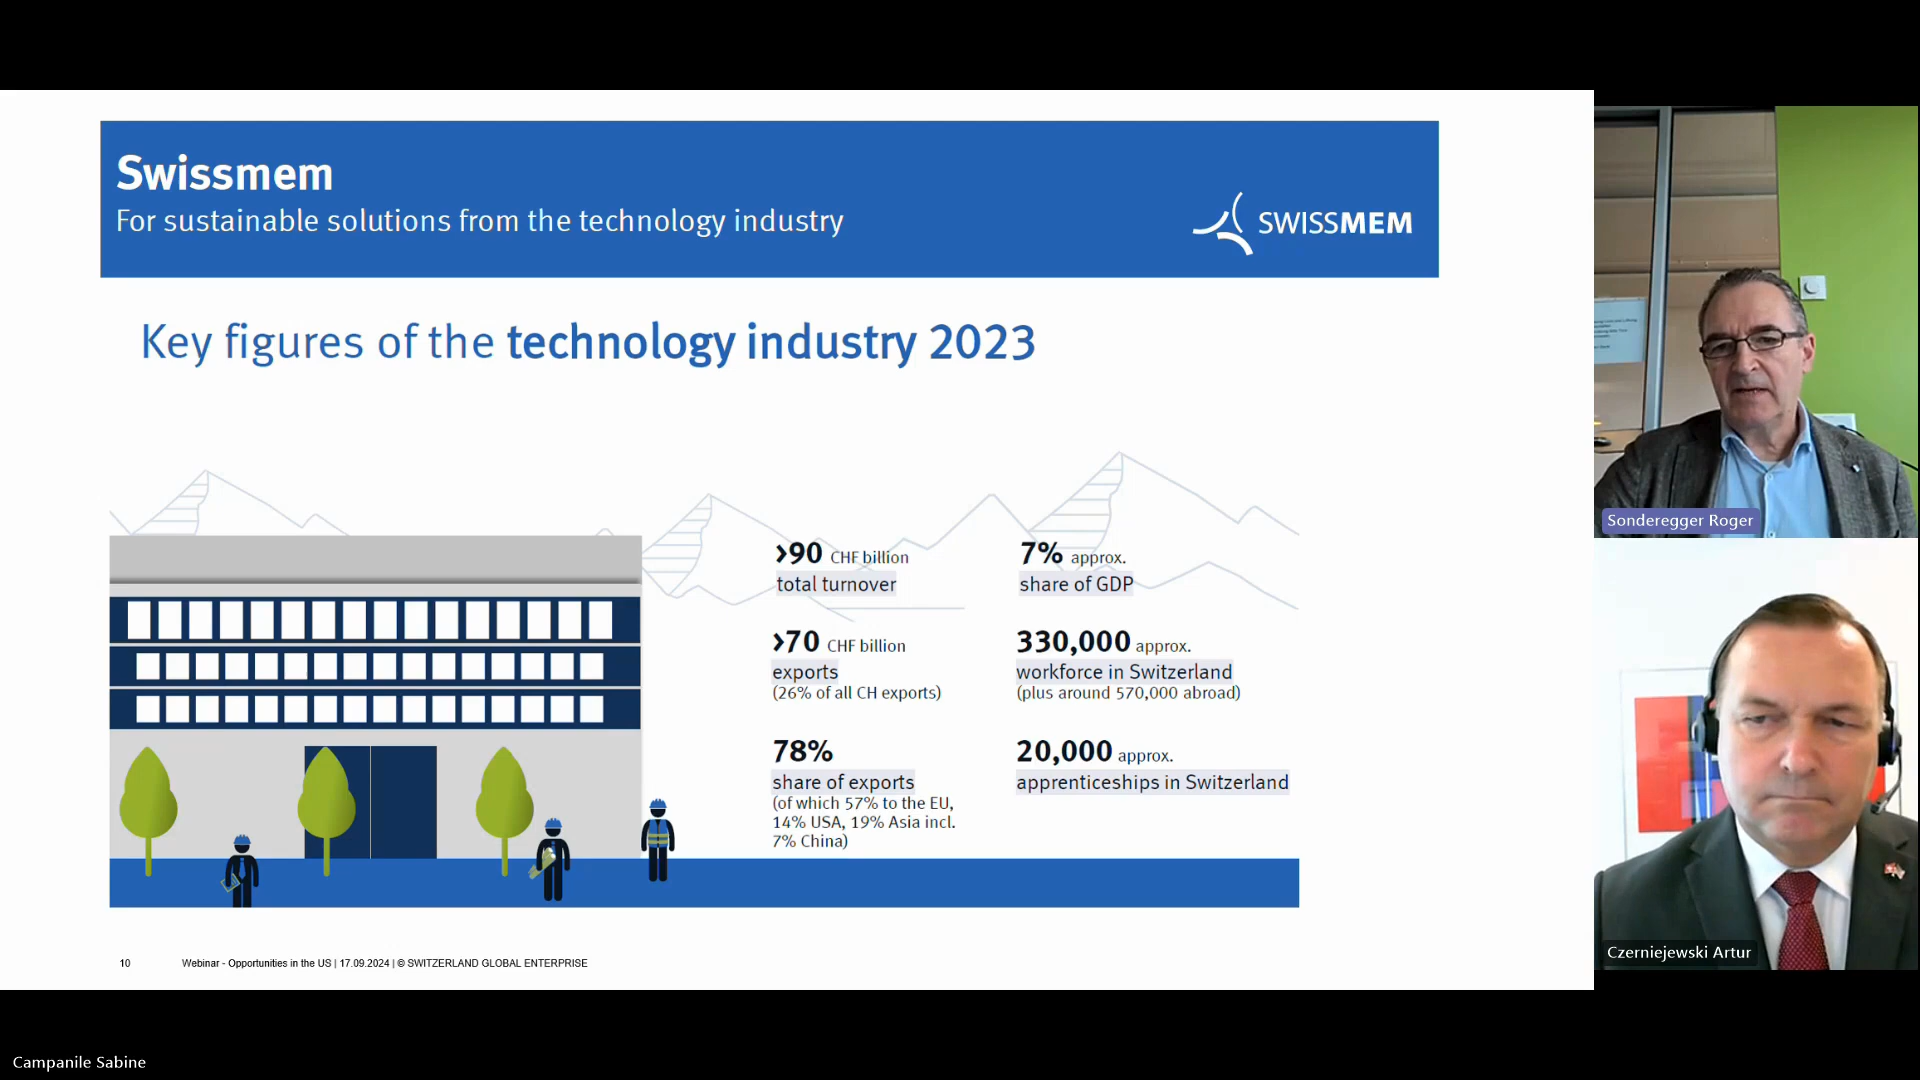 Swissmem
For sustainable solutions from the technology industry
SWISSMEM
Key figures of the technology industry 2023
>90 CHF billion
total turnover
7% approx.
share of GDP
>70 CHF billion
exports
(26% of all CH exports)
330,000 approx.
workforce in Switzerland
(plus around 570,000 abroad)
78%
share of exports
(of which 57% to the EU,
14% USA, 19% Asia incl.
7% China)
20,000 approx.
apprenticeships in Switzerland
10 Webinar - Opportunities in the US | 17.09.2024 | © SWITZERLAND GLOBAL ENTERPRISE
Sonderegger Roger
Czerniejewski Artur
Campanile Sabine